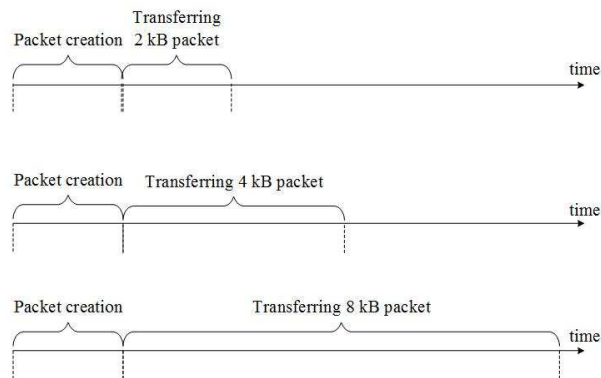 Transferring
Packet creation 2 kB packet
time
Packet creation Transferring 4 kB packet
time
Packet creation Transferring 8 kB packet
time